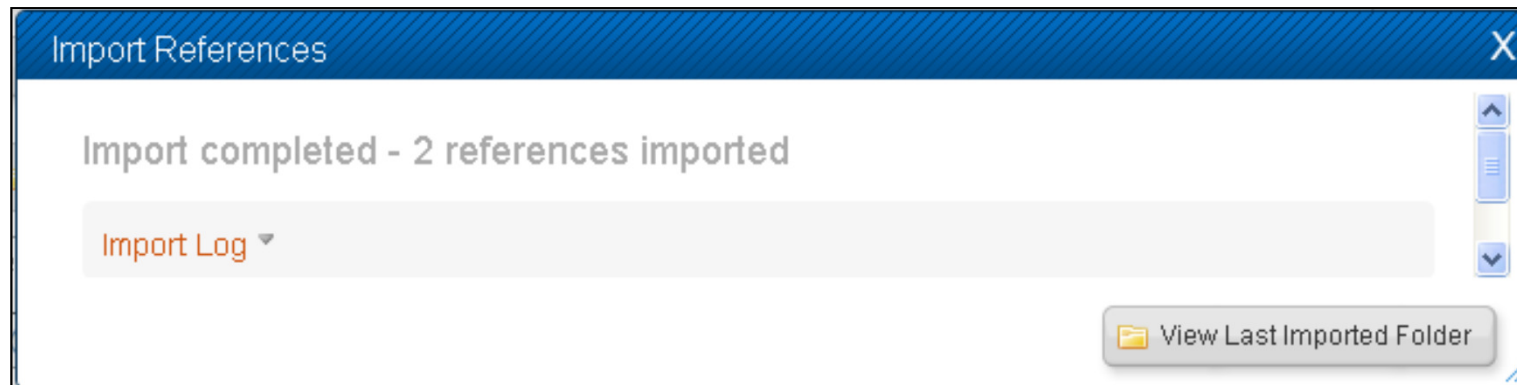 Import References X
Import completed - 2 references imported
Import Log
View Last Imported Folder